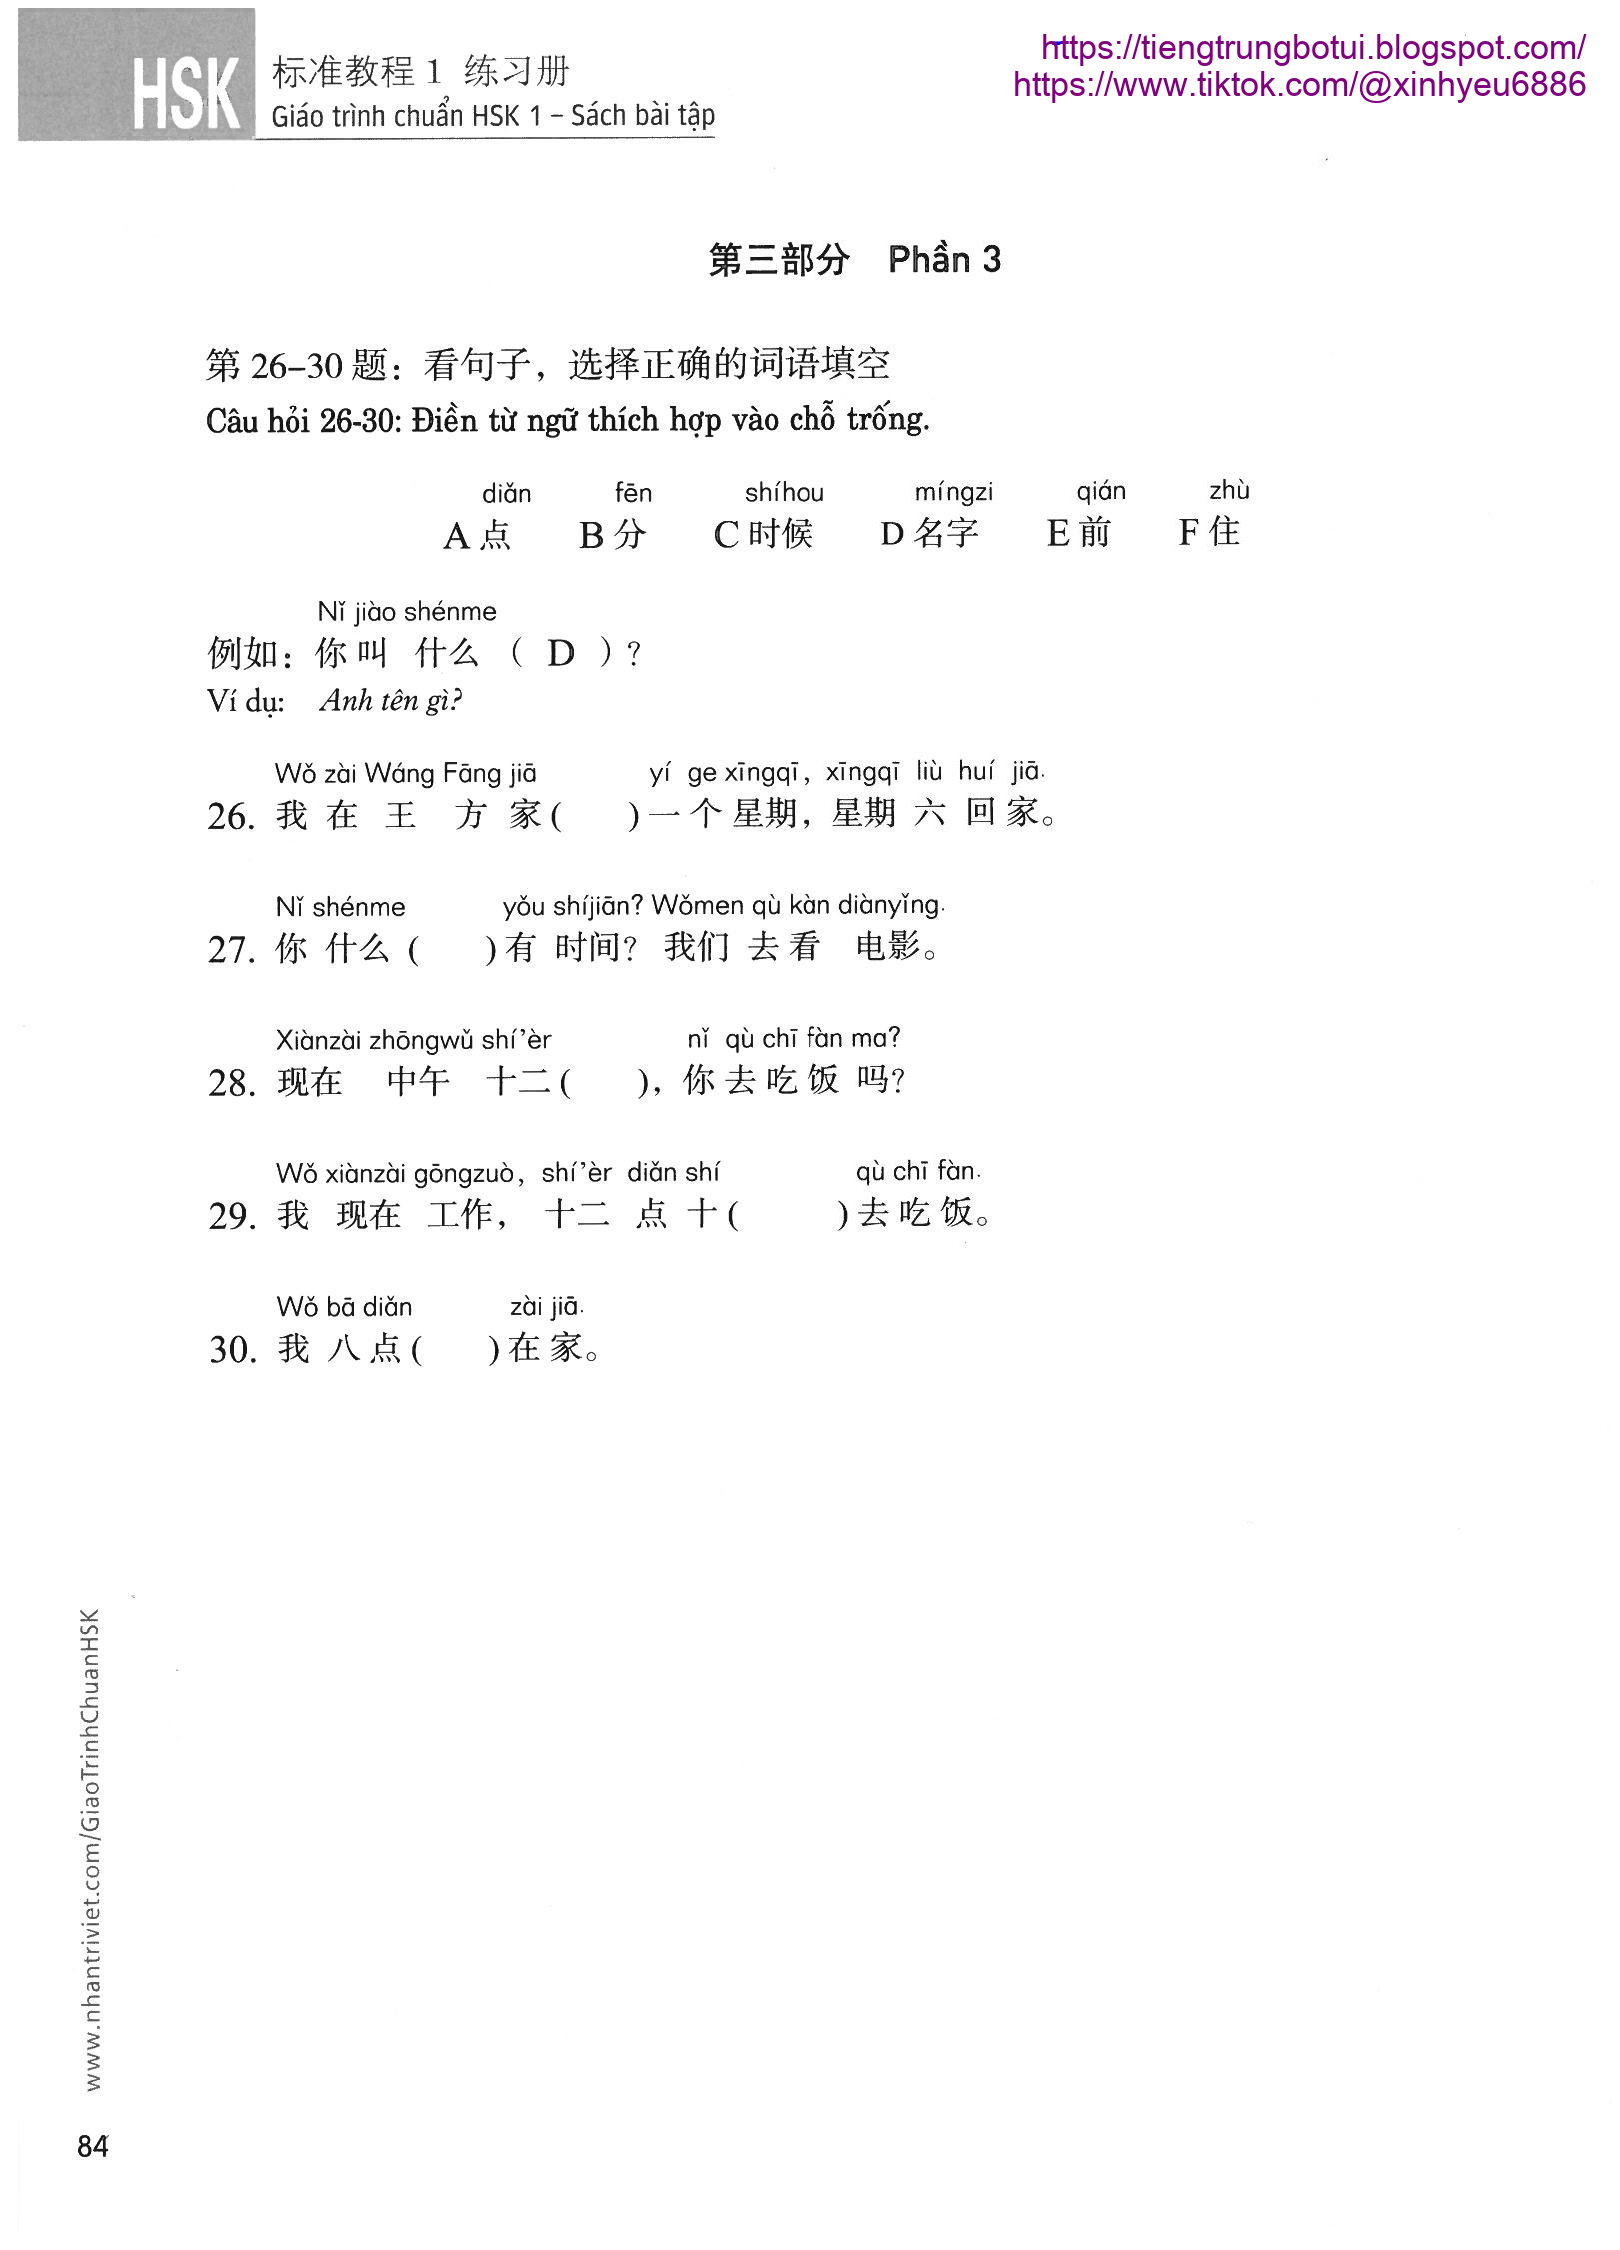 https://tiengtrungbotui.blogspot.com/
https://www.tiktok.com/@xinhyeu6886
HSK 标准教程 1 练习册
Giáo trình chuẩn HSK 1 – Sách bài tập
第三部分 Phần 3
第 26–30 题：看句子，选择正确的词语填空
Câu hỏi 26-30: Điền từ ngữ thích hợp vào chỗ trống.
diǎn fēn shíhou míngzi qián zhù
A 点 B 分 C 时候 D 名字 E 前 F 住
Nǐ jiào shénme
例如：你叫 什么 （ D ）？
Ví dụ: Anh tên gì?
Wǒ zài Wáng Fāng jiā yí ge xīngqī, xīngqī liù huí jiā.
26. 我 在 王 方 家 ( ) 一 个 星期，星期 六 回 家。
Nǐ shénme yǒu shíjiān? Wǒmen qù kàn diànyǐng.
27. 你 什么 ( ) 有 时间？ 我们 去 看 电影。
Xiànzài zhōngwǔ shí'èr nǐ qù chī fàn ma?
28. 现在 中午 十二 ( )，你 去 吃 饭 吗？
Wǒ xiànzài gōngzuò, shí'èr diǎn shí qù chī fàn.
29. 我 现在 工作， 十二 点 十 ( ) 去 吃 饭。
Wǒ bā diǎn zài jiā.
30. 我 八 点 ( ) 在 家。
www.nhantriviet.com/GiaoTrinhChuanHSK
84